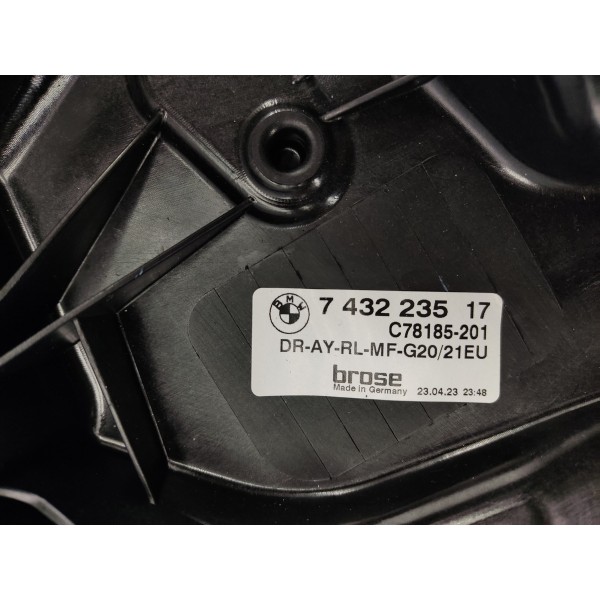 BMW 7 432 235 17
C78185-201
DR-AY-RL-MF-G20/21EU
brose
Made in Germany 23.04.23 23:48